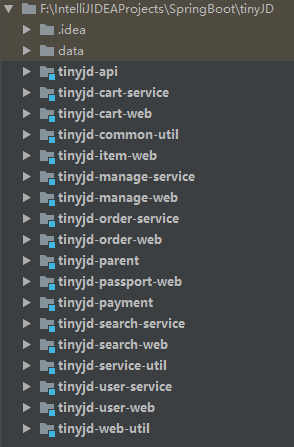 F:\IntelliJIDEAProjects\SpringBoot\tinyJD
.idea
data
tinyjd-api
tinyjd-cart-service
tinyjd-cart-web
tinyjd-common-util
tinyjd-item-web
tinyjd-manage-service
tinyjd-manage-web
tinyjd-order-service
tinyjd-order-web
tinyjd-parent
tinyjd-passport-web
tinyjd-payment
tinyjd-search-service
tinyjd-search-web
tinyjd-service-util
tinyjd-user-service
tinyjd-user-web
tinyjd-web-util